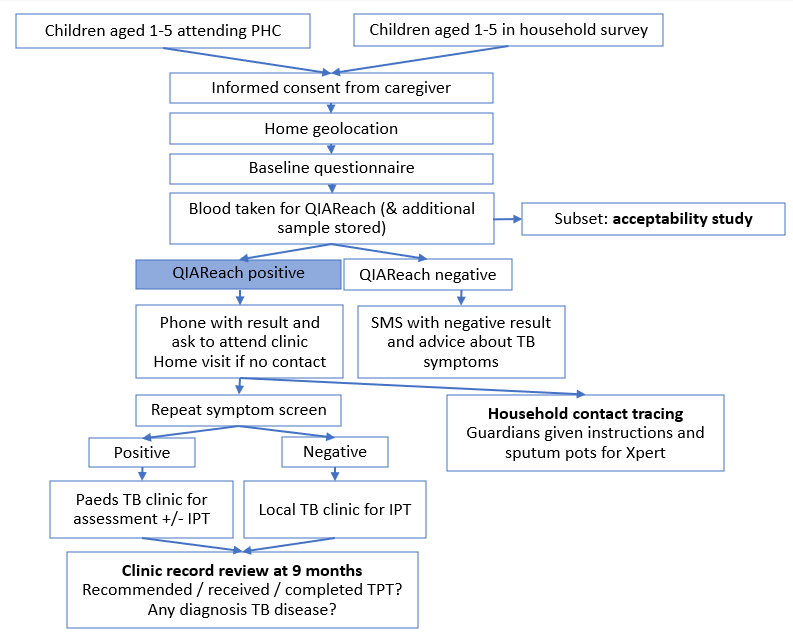 Children aged 1-5 attending PHC
Children aged 1-5 in household survey
Informed consent from caregiver
Home geolocation
Baseline questionnaire
Blood taken for QIAReach (& additional
sample stored)
Subset: acceptability study
QIAReach positive
QIAReach negative
Phone with result and
ask to attend clinic
Home visit if no contact
SMS with negative result
and advice about TB
symptoms
Repeat symptom screen
Household contact tracing
Guardians given instructions and
sputum pots for Xpert
Positive
Negative
Paeds TB clinic for
assessment +/- IPT
Local TB clinic for IPT
Clinic record review at 9 months
Recommended / received / completed TPT?
Any diagnosis TB disease?